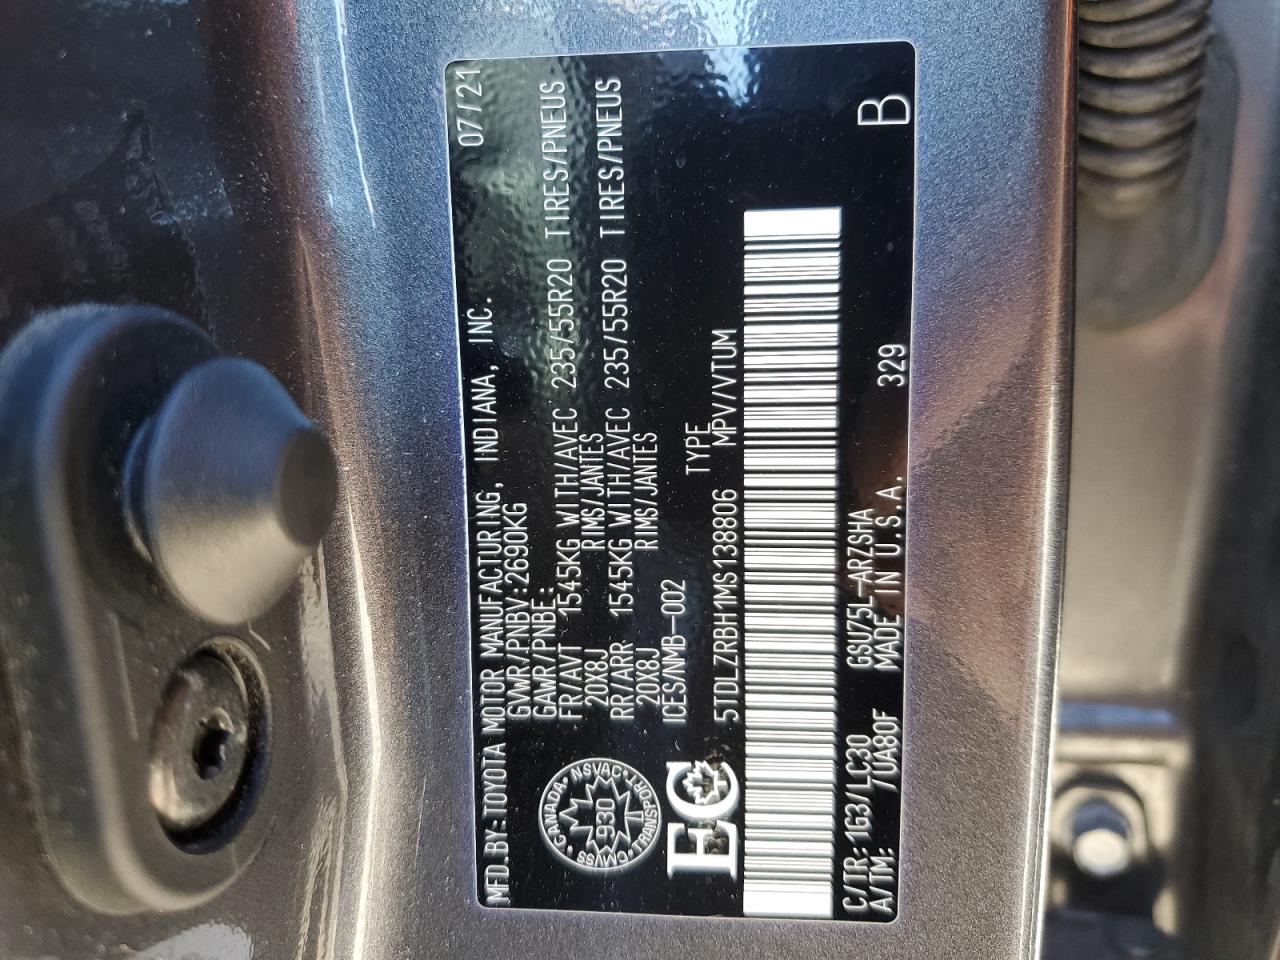 MFD.BY:TOYOTA MOTOR MANUFACTURING, INDIANA, INC. 07/21
GVWR/PNBV:2690KG
GAWR/PNBE:
FR/AVT 1545KG WITH/AVEC 235/55R20 TIRES/PNEUS
20X8J RIMS/JANTES
RR/ARR 1545KG WITH/AVEC 235/55R20 TIRES/PNEUS
20X8J RIMS/JANTES
ICES/NMB-002
CANADA
NSVAC
930
CMVSS
TRANSPORT
TYPE
EC
5TDLZRBH1MS138806 MPV/VTUM
C/TR:1G3/LC30 GSU75L-ARZSHA
A/TM: /UA80F MADE IN U.S.A. 329 B